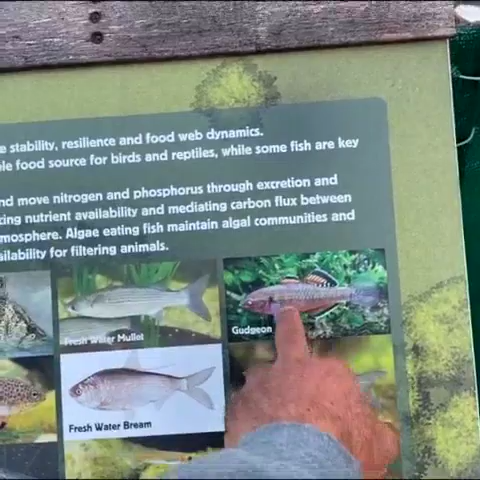 e stability, resilience and food web dynamics.
le food source for birds and reptiles, while some fish are key
nd move nitrogen and phosphorus through excretion and
cing nutrient availability and mediating carbon flux between
mosphere. Algae eating fish maintain algal communities and
ailability for filtering animals.
Fresh Water Mullet
Gudgeon
Fresh Water Bream